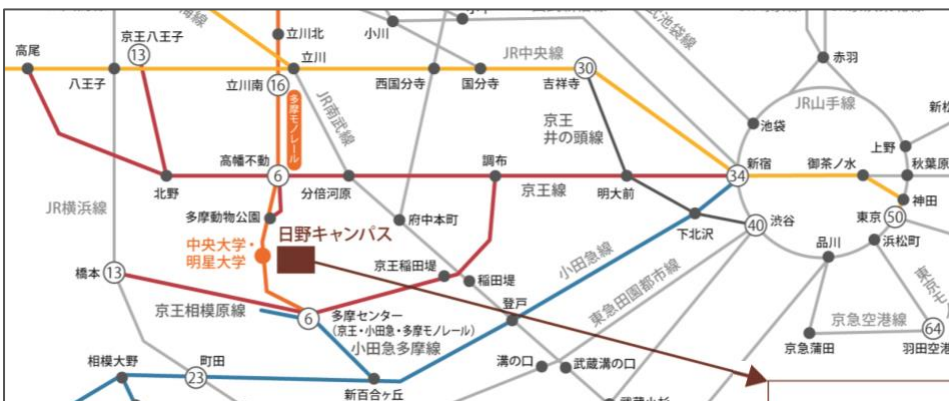 立川北
小川
高尾
京王八王子
13
立川
JR中央線
30
赤羽
八王子
立川南
16
西国分寺
国分寺
吉祥寺
JR山手線
多摩モノレール
JR南武線
京王
井の頭線
池袋
上野
高幡不動
調布
新宿
御茶ノ水
秋葉原
6
34
北野
分倍河原
京王線
明大前
神田
JR横浜線
多摩動物公園
府中本町
東京
50
中央大学・
明星大学
日野キャンパス
下北沢
40
渋谷
浜松町
品川
橋本
13
京王稲田堤
稲田堤
小田急線
東急田園都市線
京王相模原線
6
多摩センター
(京王・小田急・多摩モノレール)
登戸
京急空港線
64
小田急多摩線
京急蒲田
羽田空港
相模大野
町田
23
新百合ヶ丘
溝の口
武蔵溝の口